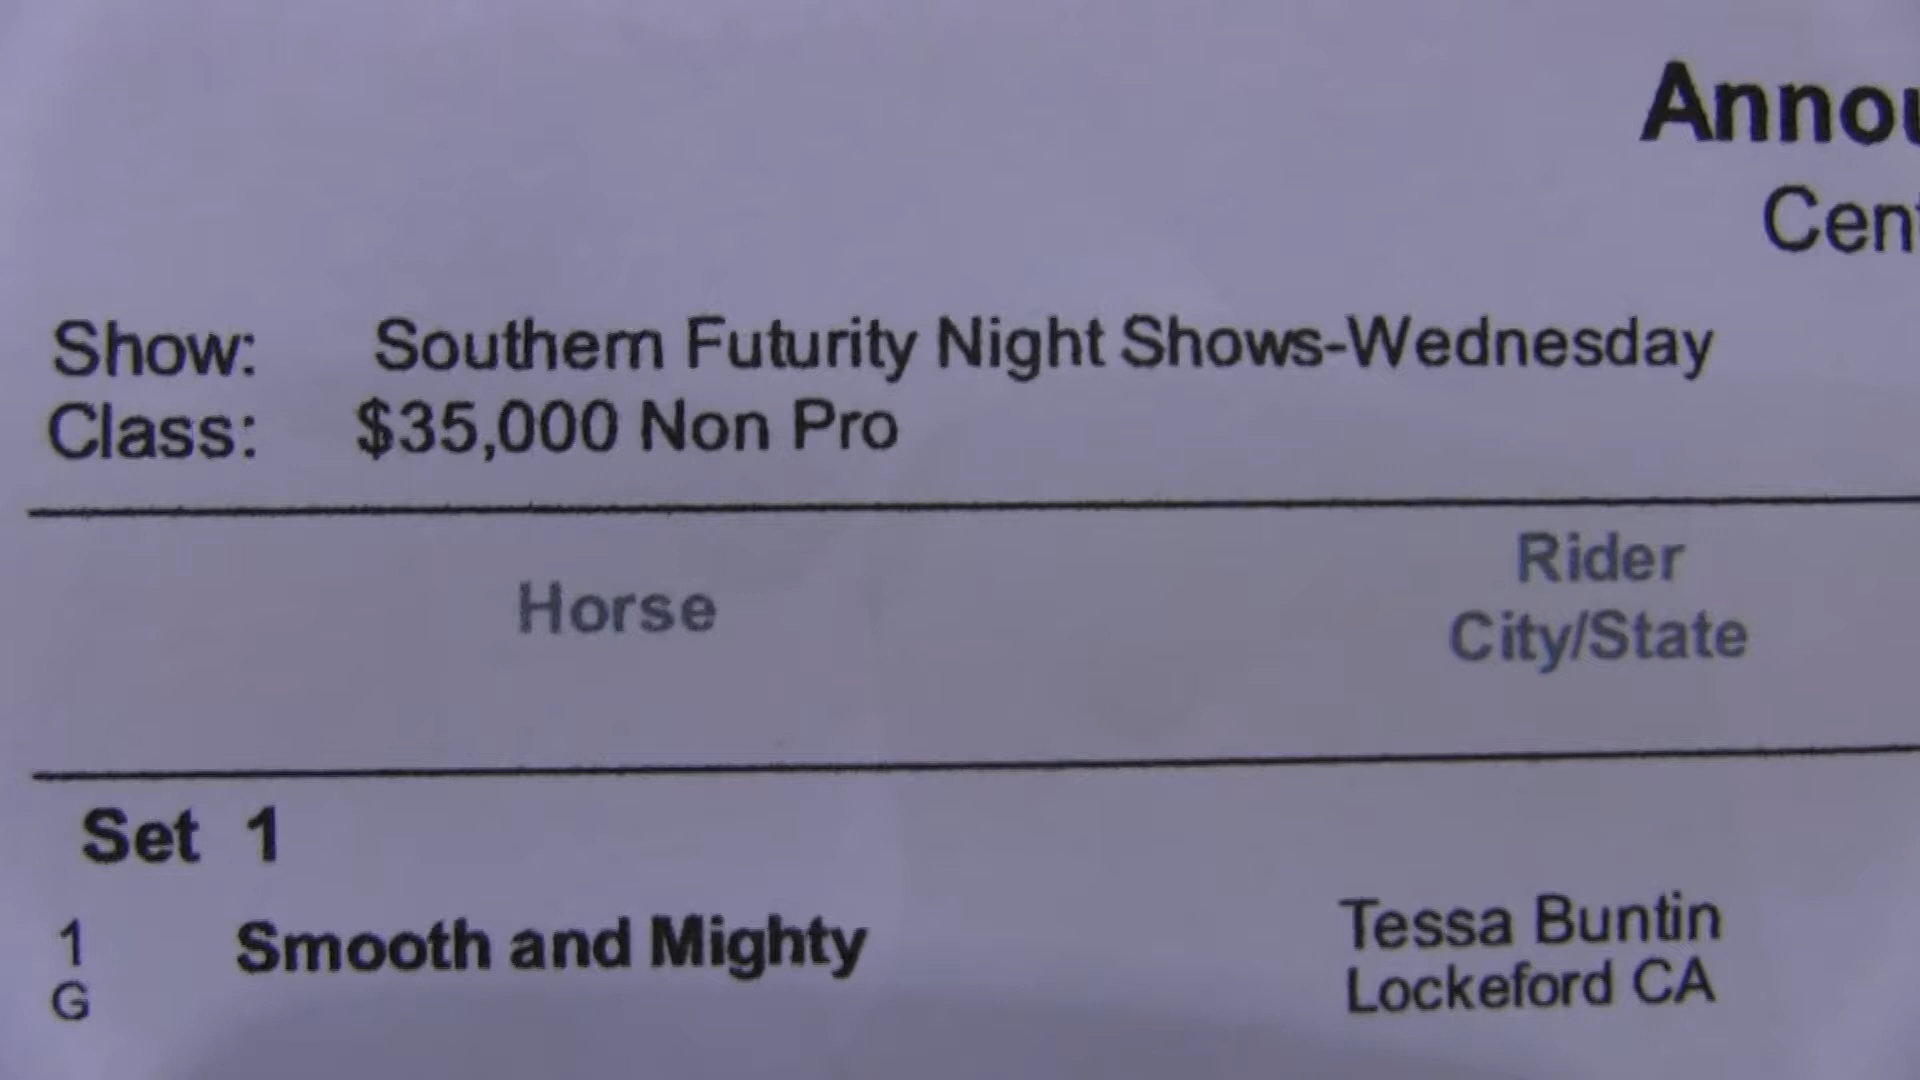 Annou
Cent
Show: Southern Futurity Night Shows-Wednesday
Class: $35,000 Non Pro
Horse
Rider
City/State
Set 1
1 Smooth and Mighty Tessa Buntin
G Lockeford CA